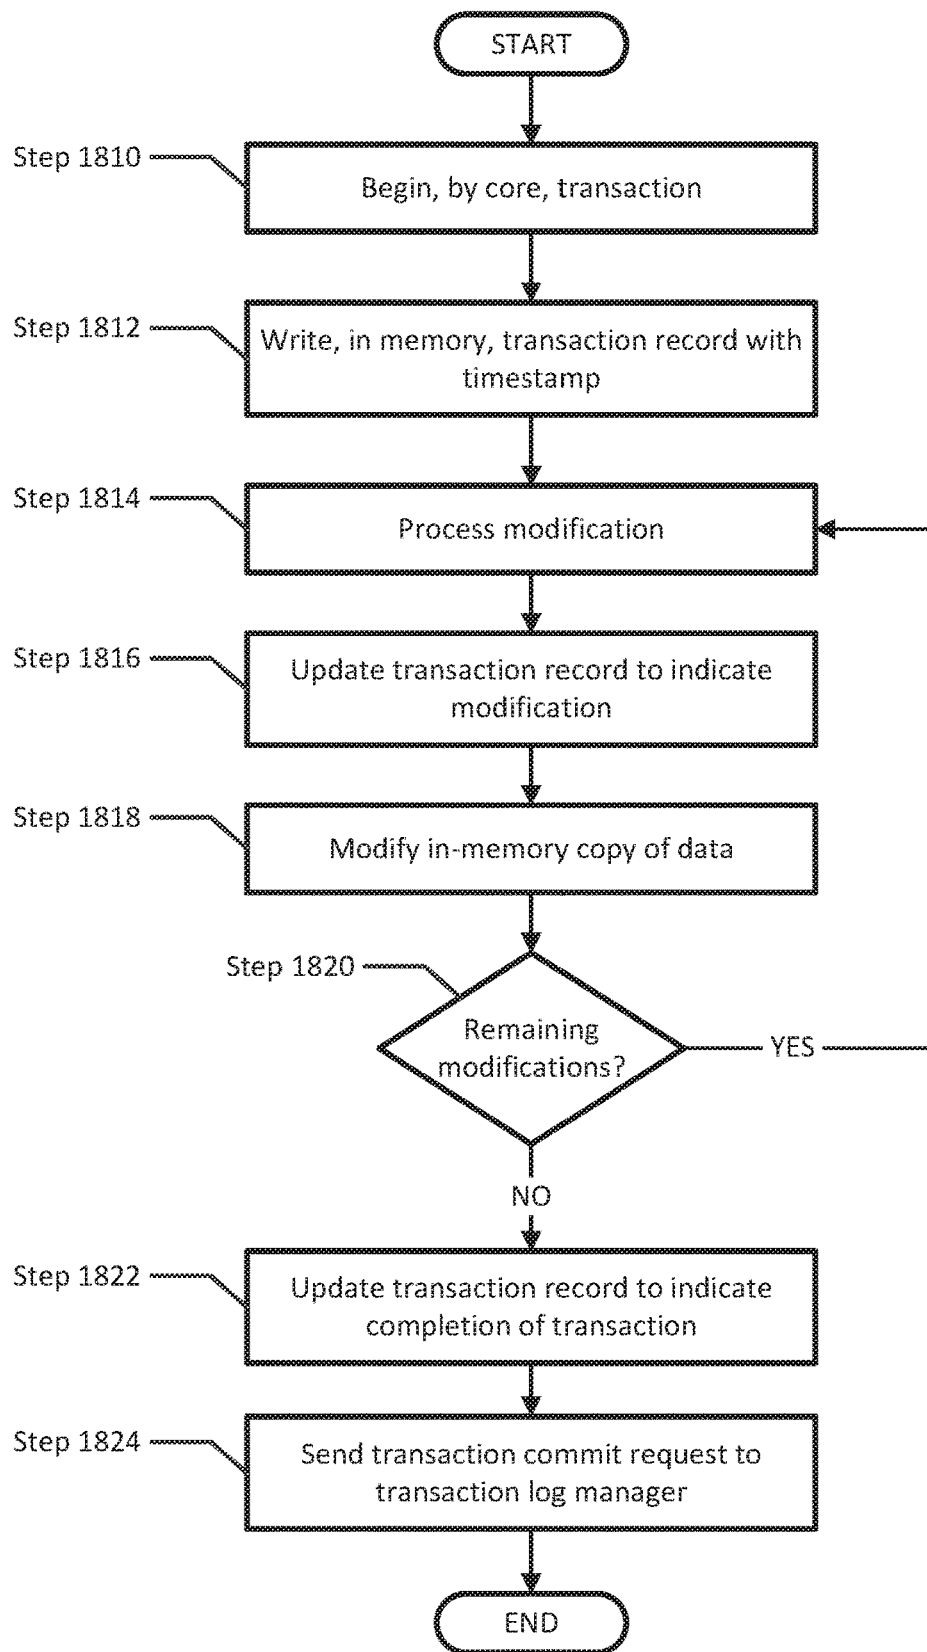 START
Step 1810
Begin, by core, transaction
Step 1812
Write, in memory, transaction record with
timestamp
Step 1814
Process modification
Step 1816
Update transaction record to indicate
modification
Step 1818
Modify in-memory copy of data
Step 1820
Remaining
modifications?
YES
NO
Step 1822
Update transaction record to indicate
completion of transaction
Step 1824
Send transaction commit request to
transaction log manager
END